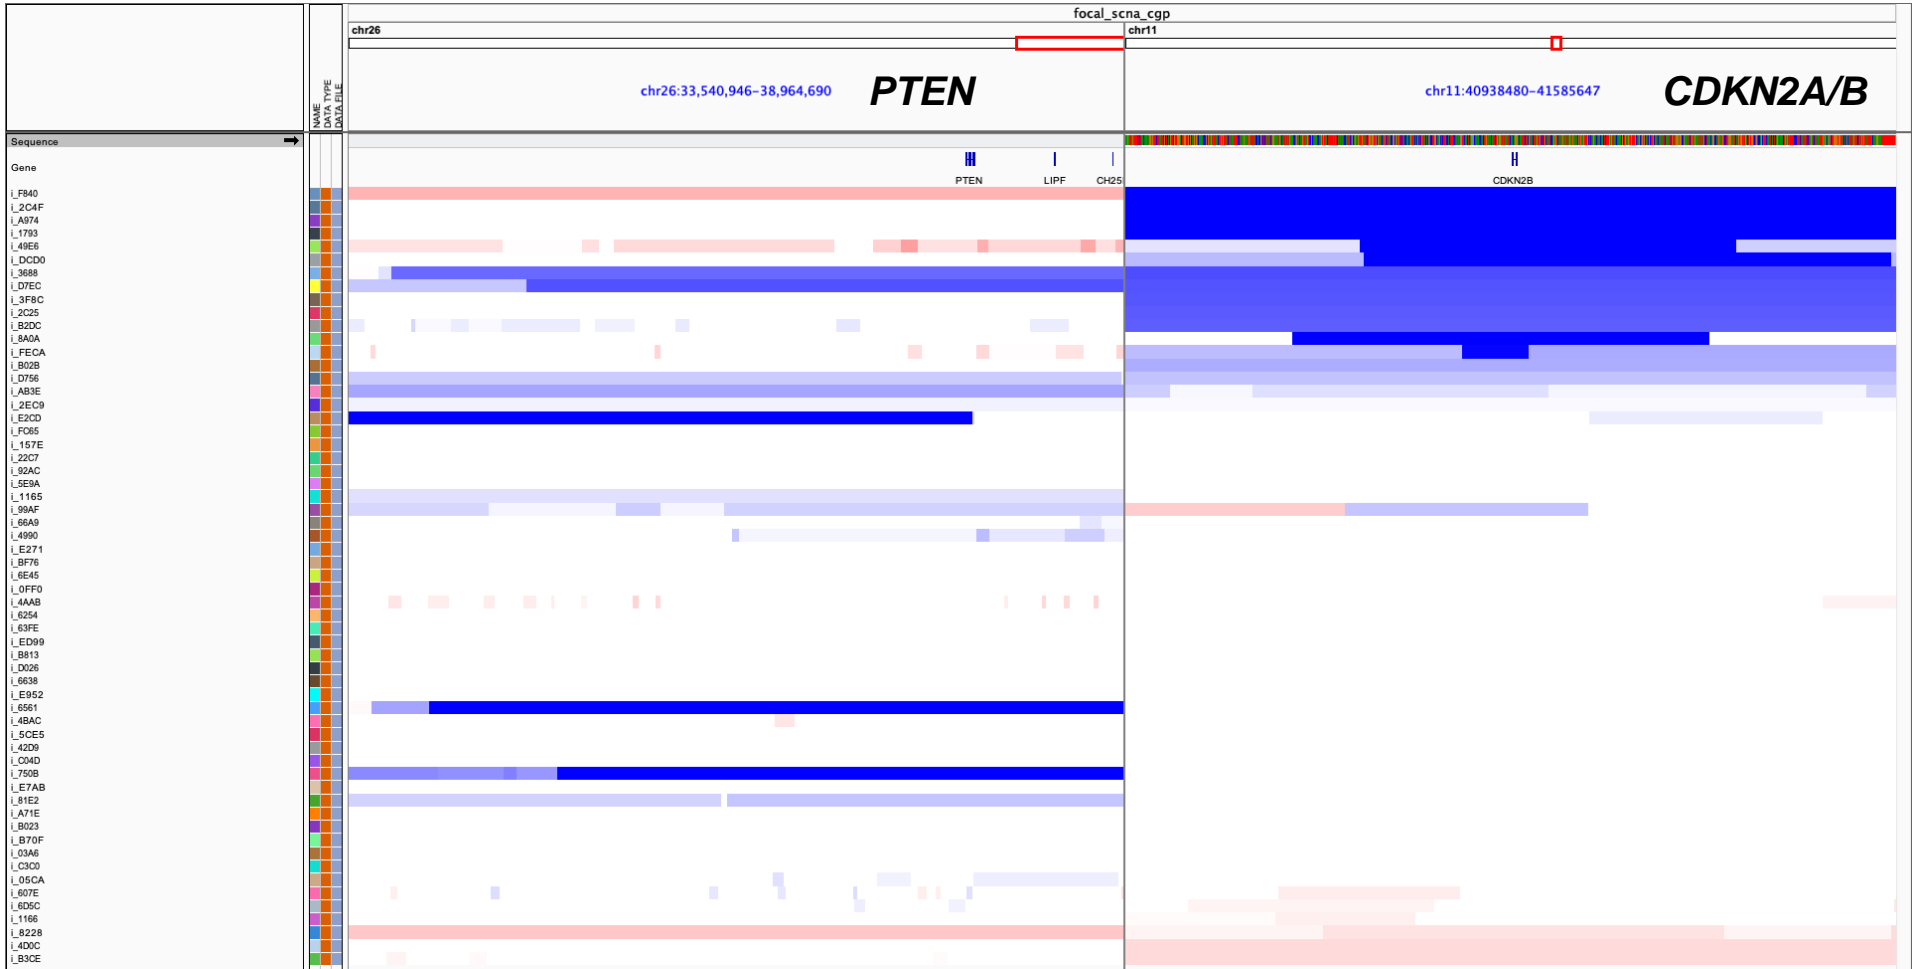 focal_scna_cgp
chr26 chr11
NAME
DATA TYPE
DATA FILE
chr26:33,540,946-38,964,690 PTEN chr11:40938480-41585647 CDKN2A/B
Sequence
Gene
PTEN LIPF CH25 CDKN2B
i_F840
i_2C4F
i_A974
i_1793
i_49E6
i_DCD0
i_3688
i_D7EC
i_3F8C
i_2C25
i_B2DC
i_8A0A
i_FECA
i_B02B
i_D756
i_AB3E
i_2EC9
i_E2CD
i_FC65
i_157E
i_22C7
i_92AC
i_5E9A
i_1165
i_99AF
i_66A9
i_4990
i_E271
i_BF76
i_6E45
i_0FF0
i_4AAB
i_6254
i_63FE
i_ED99
i_B813
i_D026
i_6638
i_E952
i_6561
i_4BAC
i_5CE5
i_42D9
i_C04D
i_750B
i_E7AB
i_81E2
i_A71E
i_B023
i_B70F
i_03A6
i_C3C0
i_05CA
i_607E
i_6D5C
i_1166
i_8228
i_4D0C
i_B3CE